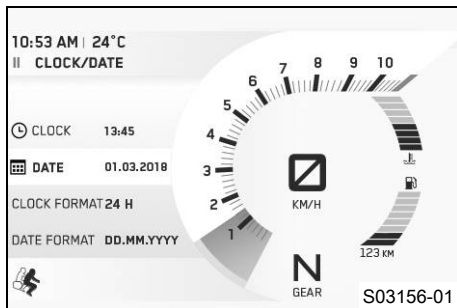 10:53 AM | 24°C
II CLOCK/DATE
CLOCK 13:45
DATE 01.03.2018
CLOCK FORMAT 24 H
DATE FORMAT DD.MM.YYYY
1
2
3
4
5
6
7
8
9
10
0
KM/H
N
GEAR
123 KM
S03156-01